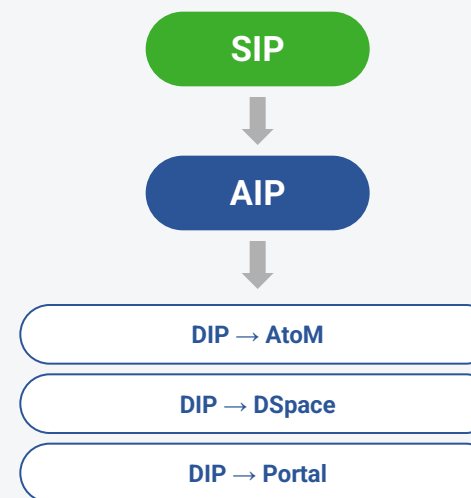 SIP
AIP
DIP → AtoM
DIP → DSpace
DIP → Portal